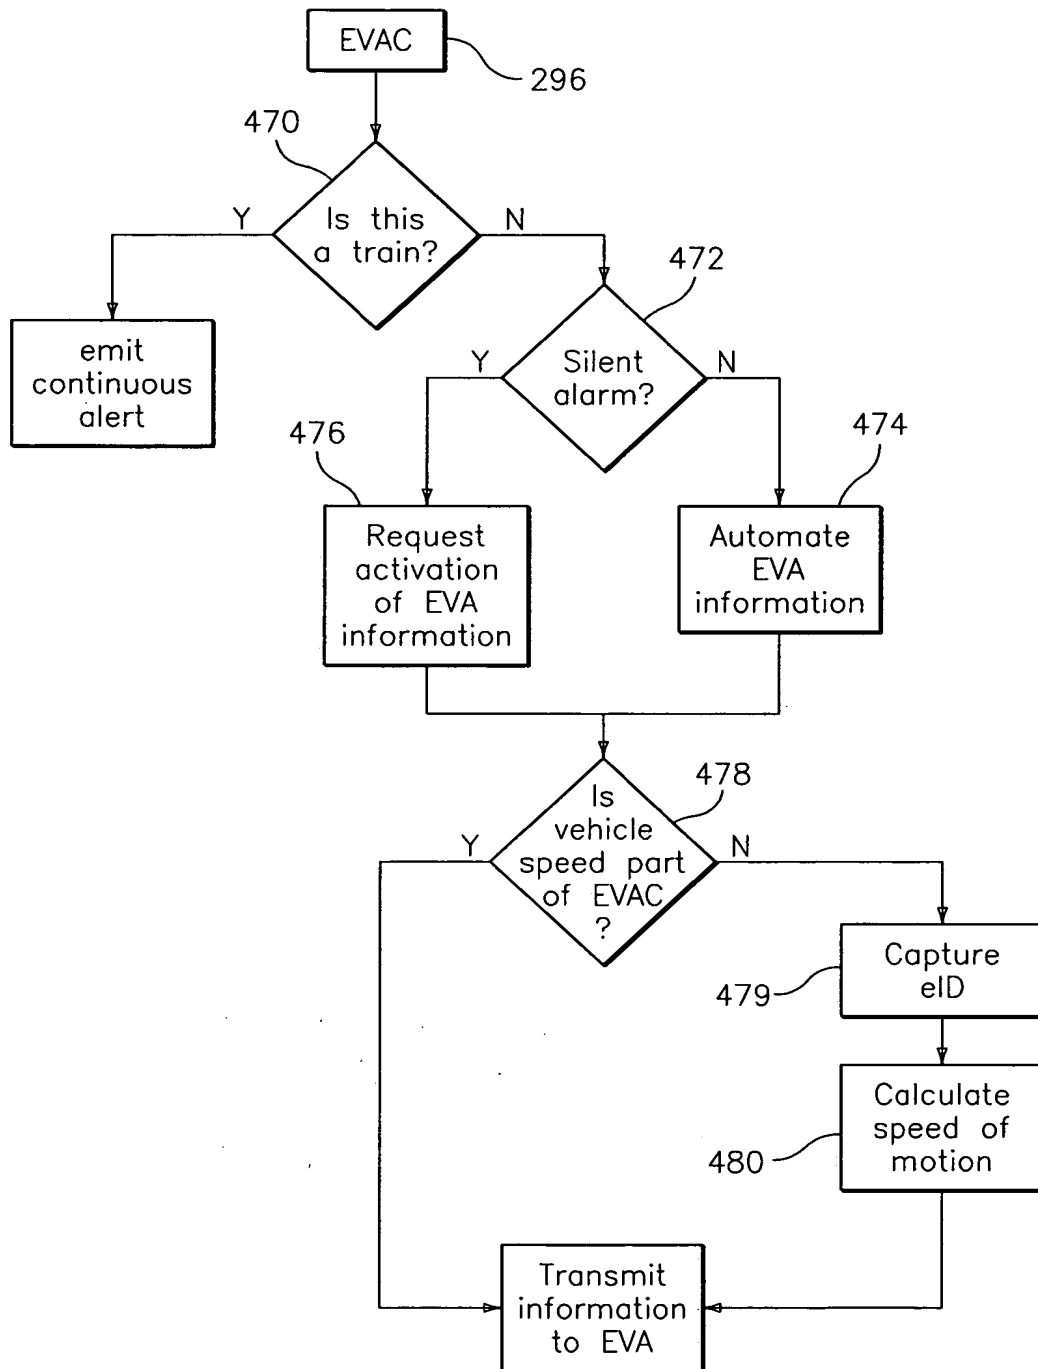 EVAC
296
470
Is this
a train?
Y
N
472
emit
continuous
alert
Silent
alarm?
Y
N
476
474
Request
activation
of EVA
information
Automate
EVA
information
478
Is
vehicle
speed part
of EVAC
?
Y
N
Capture
eID
479
Calculate
speed of
motion
480
Transmit
information
to EVA